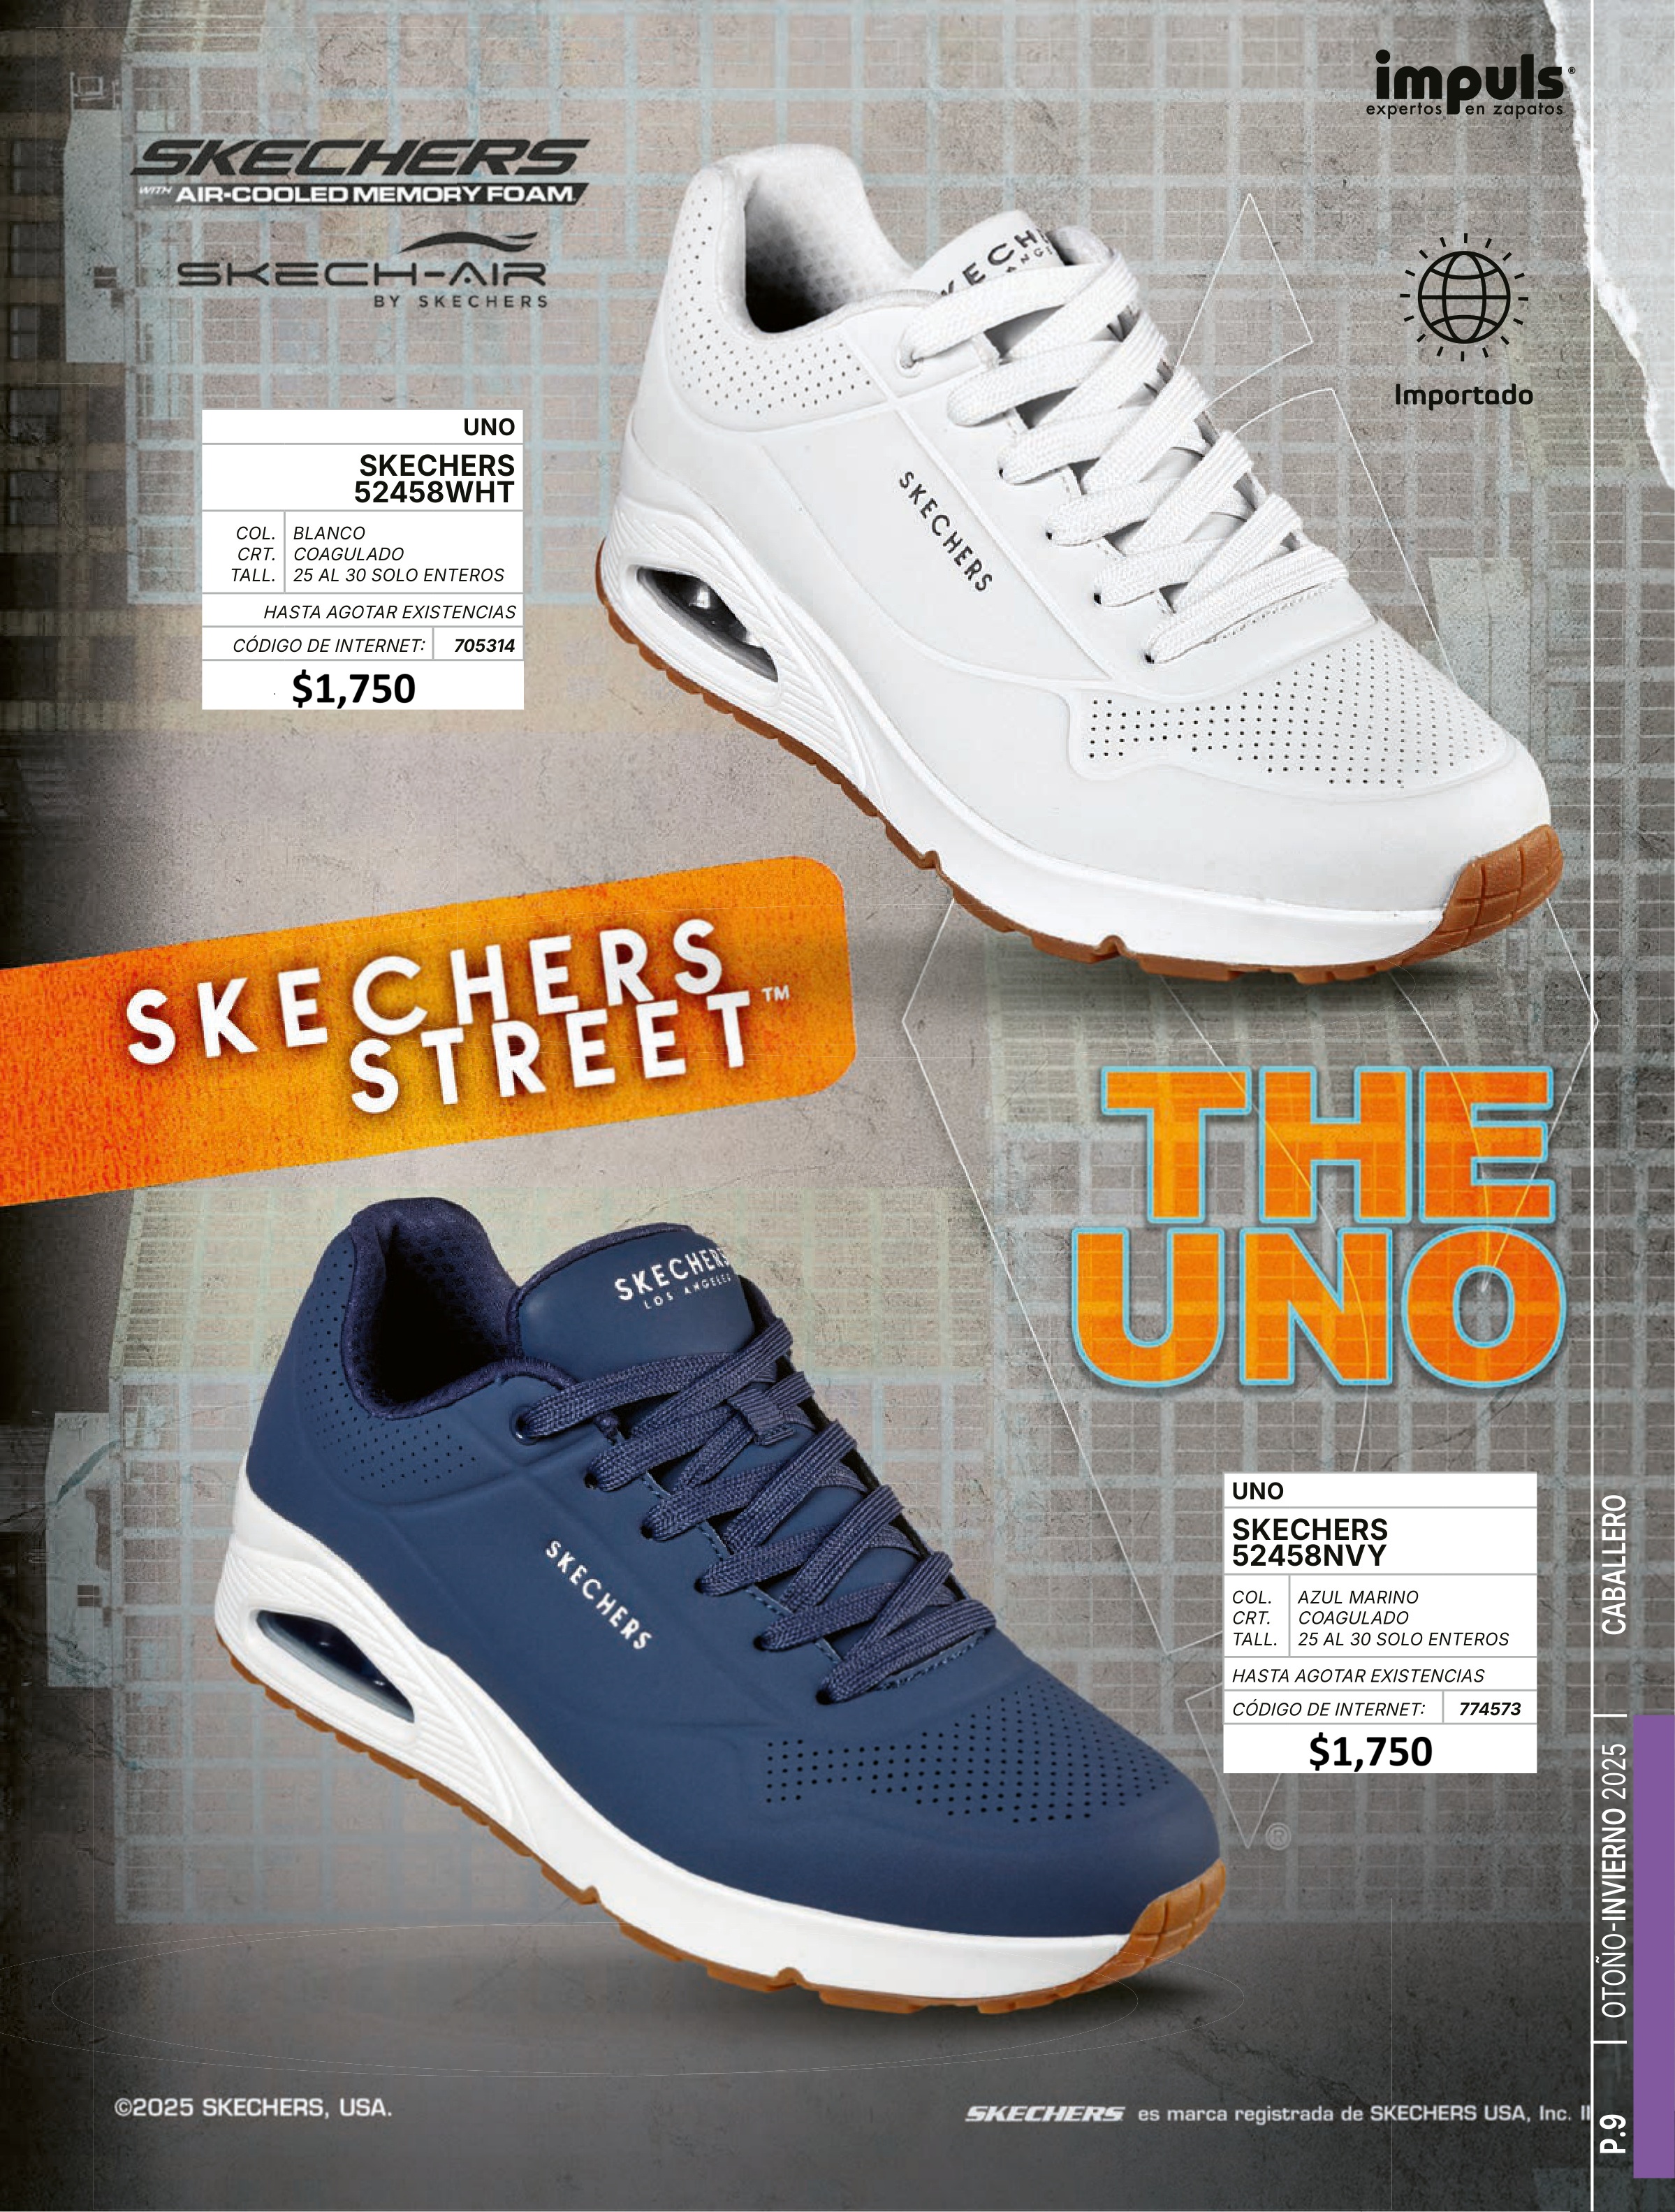 impuls®
expertos en zapatos
SKECHERS
WITH AIR-COOLED MEMORY FOAM
SKECH-AIR
BY SKECHERS
Importado
UNO
SKECHERS
52458WHT
COL. BLANCO
CRT. COAGULADO
TALL. 25 AL 30 SOLO ENTEROS
HASTA AGOTAR EXISTENCIAS
CÓDIGO DE INTERNET: 705314
$1,750
SKECHERS
SKECHERS
STREET™
THE
UNO
SKECHERS
LOS ANGELES
SKECHERS
UNO
SKECHERS
52458NVY
COL. AZUL MARINO
CRT. COAGULADO
TALL. 25 AL 30 SOLO ENTEROS
HASTA AGOTAR EXISTENCIAS
CÓDIGO DE INTERNET: 774573
$1,750
®
CABALLERO
OTOÑO-INVIERNO 2025
P.9
©2025 SKECHERS, USA.
SKECHERS es marca registrada de SKECHERS USA, Inc. II